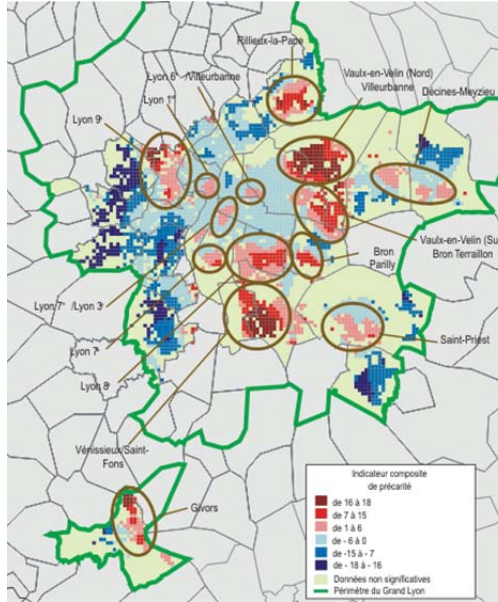 Rillieux-la-Pape
Lyon 6° /Villeurbanne
Vaulx-en-Velin (Nord)
Villeurbanne
Décines-Meyzieu
Lyon 1°
Lyon 9
Vaulx-en-Velin (Su
Bron Terraillon
Bron
Parilly
Lyon 7° /Lyon 3
Lyon 7
Saint-Priest
Lyon 8
Vénissieux/Saint-
Fons
Givors
Indicateur composite
de précarité
de 16 à 18
de 7 à 15
de 1 à 6
de - 6 à 0
de -15 à - 7
de - 18 à - 16
Données non significatives
Périmètre du Grand Lyon